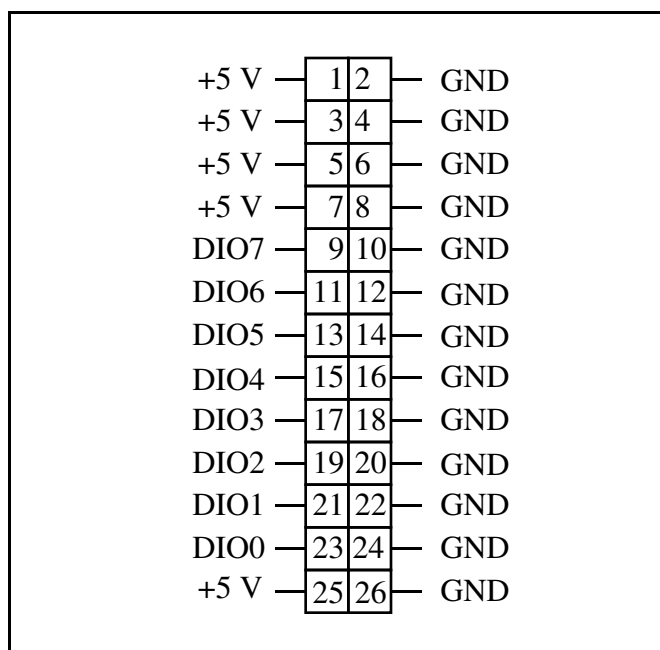 +5 V 1 2 GND
+5 V 3 4 GND
+5 V 5 6 GND
+5 V 7 8 GND
DIO7 9 10 GND
DIO6 11 12 GND
DIO5 13 14 GND
DIO4 15 16 GND
DIO3 17 18 GND
DIO2 19 20 GND
DIO1 21 22 GND
DIO0 23 24 GND
+5 V 25 26 GND